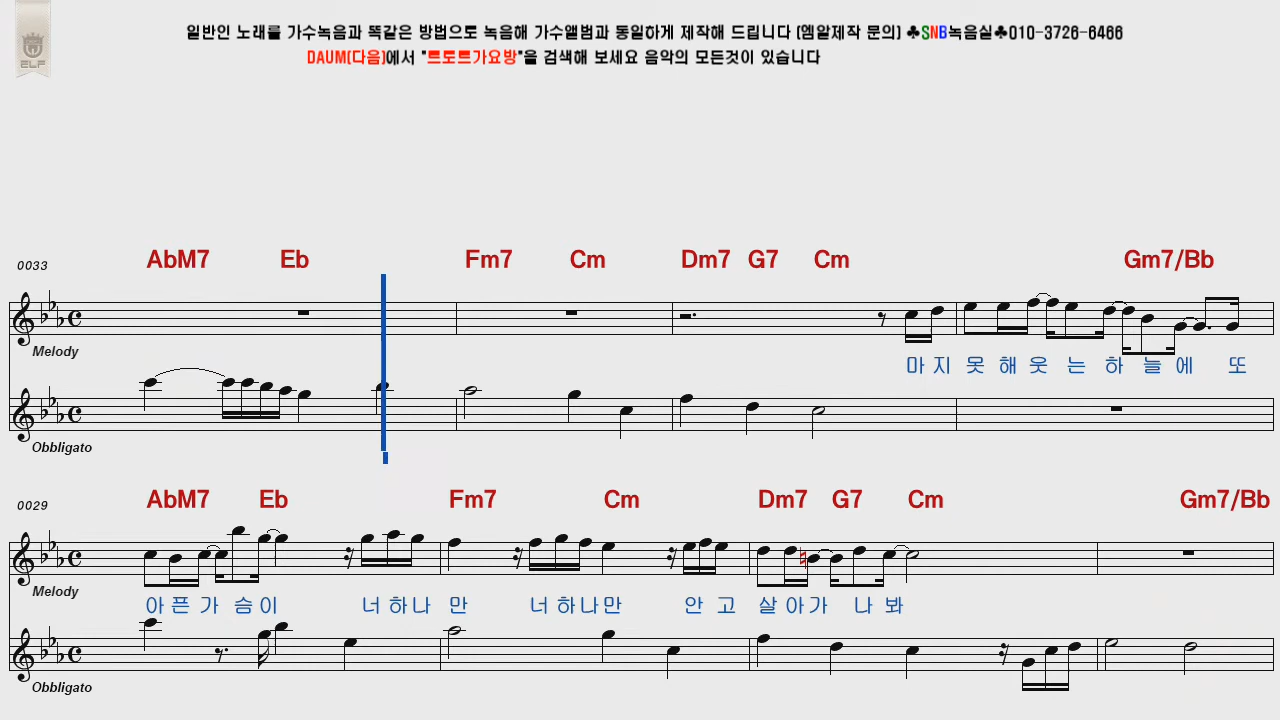 일반인 노래를 가수녹음과 똑같은 방법으로 녹음해 가수앨범과 동일하게 제작해 드립니다 (엠알제작 문의) ♣SNB녹음실♣010-3726-6466
DAUM(다음)에서 "트로트가요방"을 검색해 보세요 음악의 모든것이 있습니다
ELF
AbM7 Eb Fm7 Cm Dm7 G7 Cm Gm7/Bb
0033
Melody
마 지 못 해 웃 는 하 늘 에 또
Obbligato
AbM7 Eb Fm7 Cm Dm7 G7 Cm Gm7/Bb
0029
Melody
아 픈 가 슴 이 너 하 나 만 너 하 나 만 안 고 살 아 가 나 봐
Obbligato